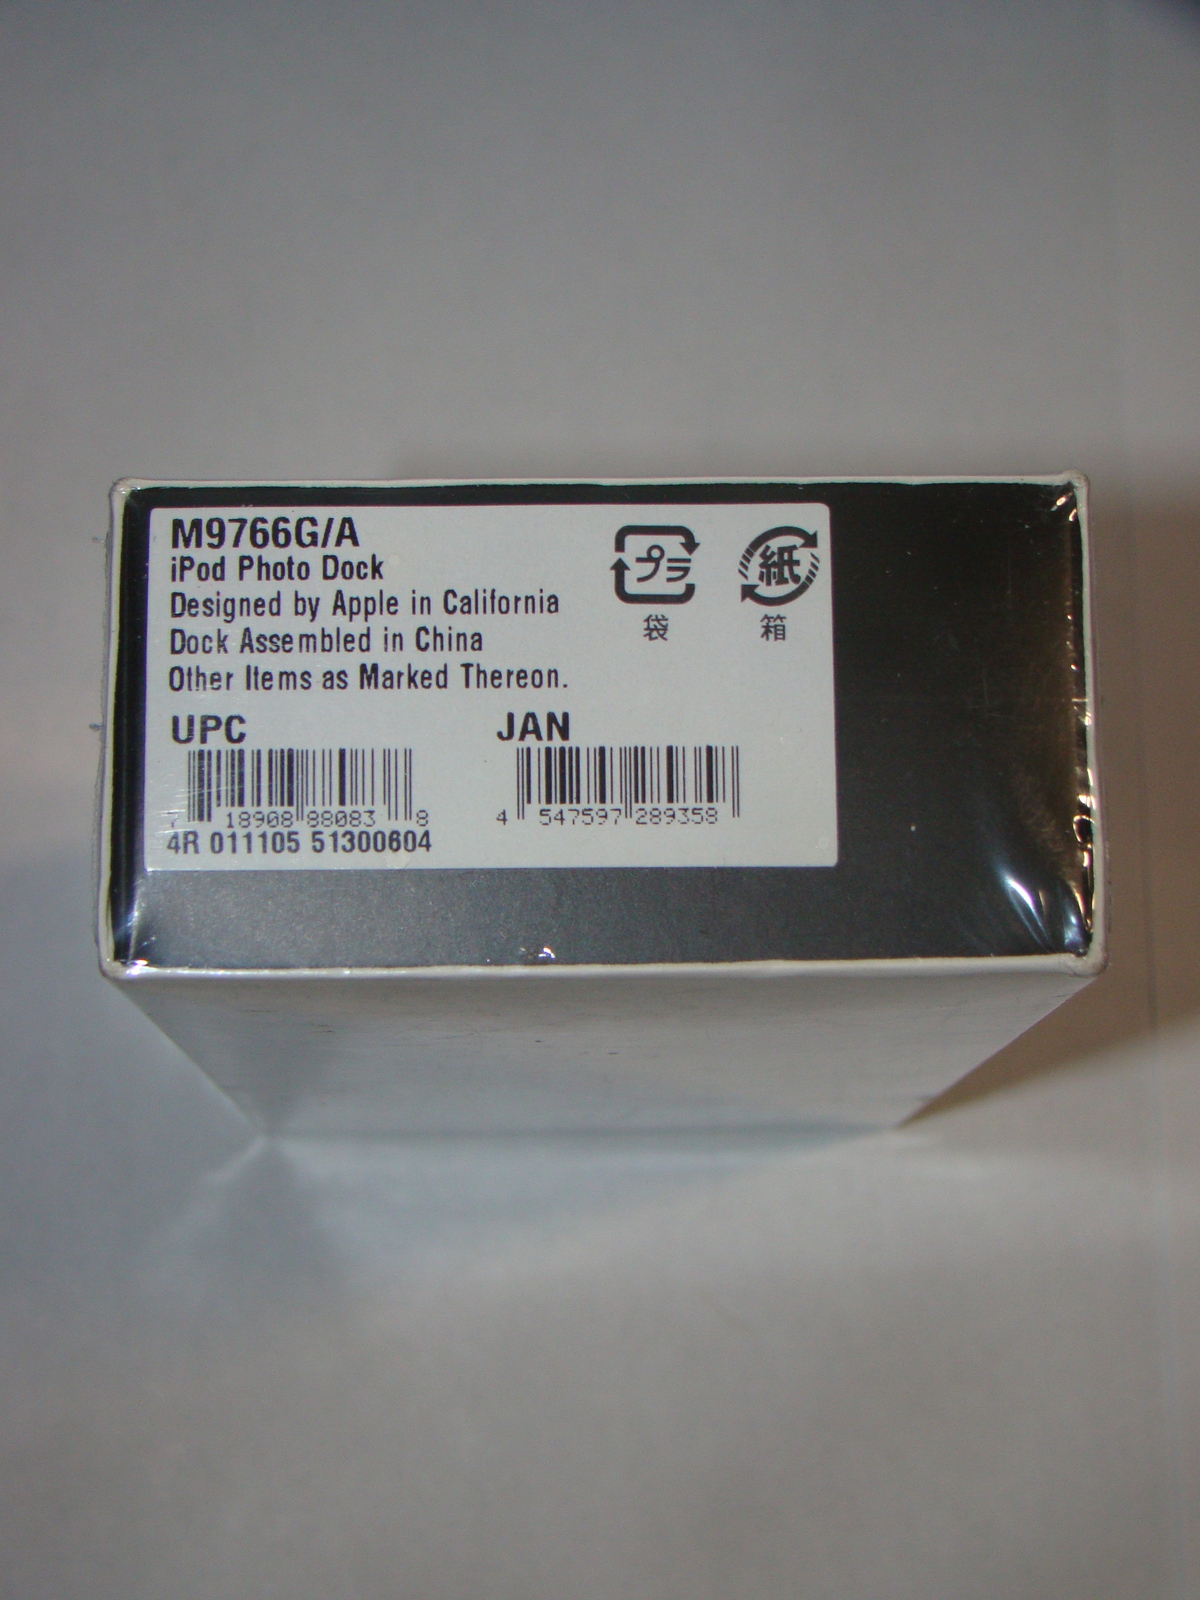 M9766G/A
iPod Photo Dock
Designed by Apple in California
Dock Assembled in China
Other Items as Marked Thereon.
プラ
袋
紙
箱
UPC
7 18908 88083 8
4R 011105 51300604
JAN
4 547597 289358